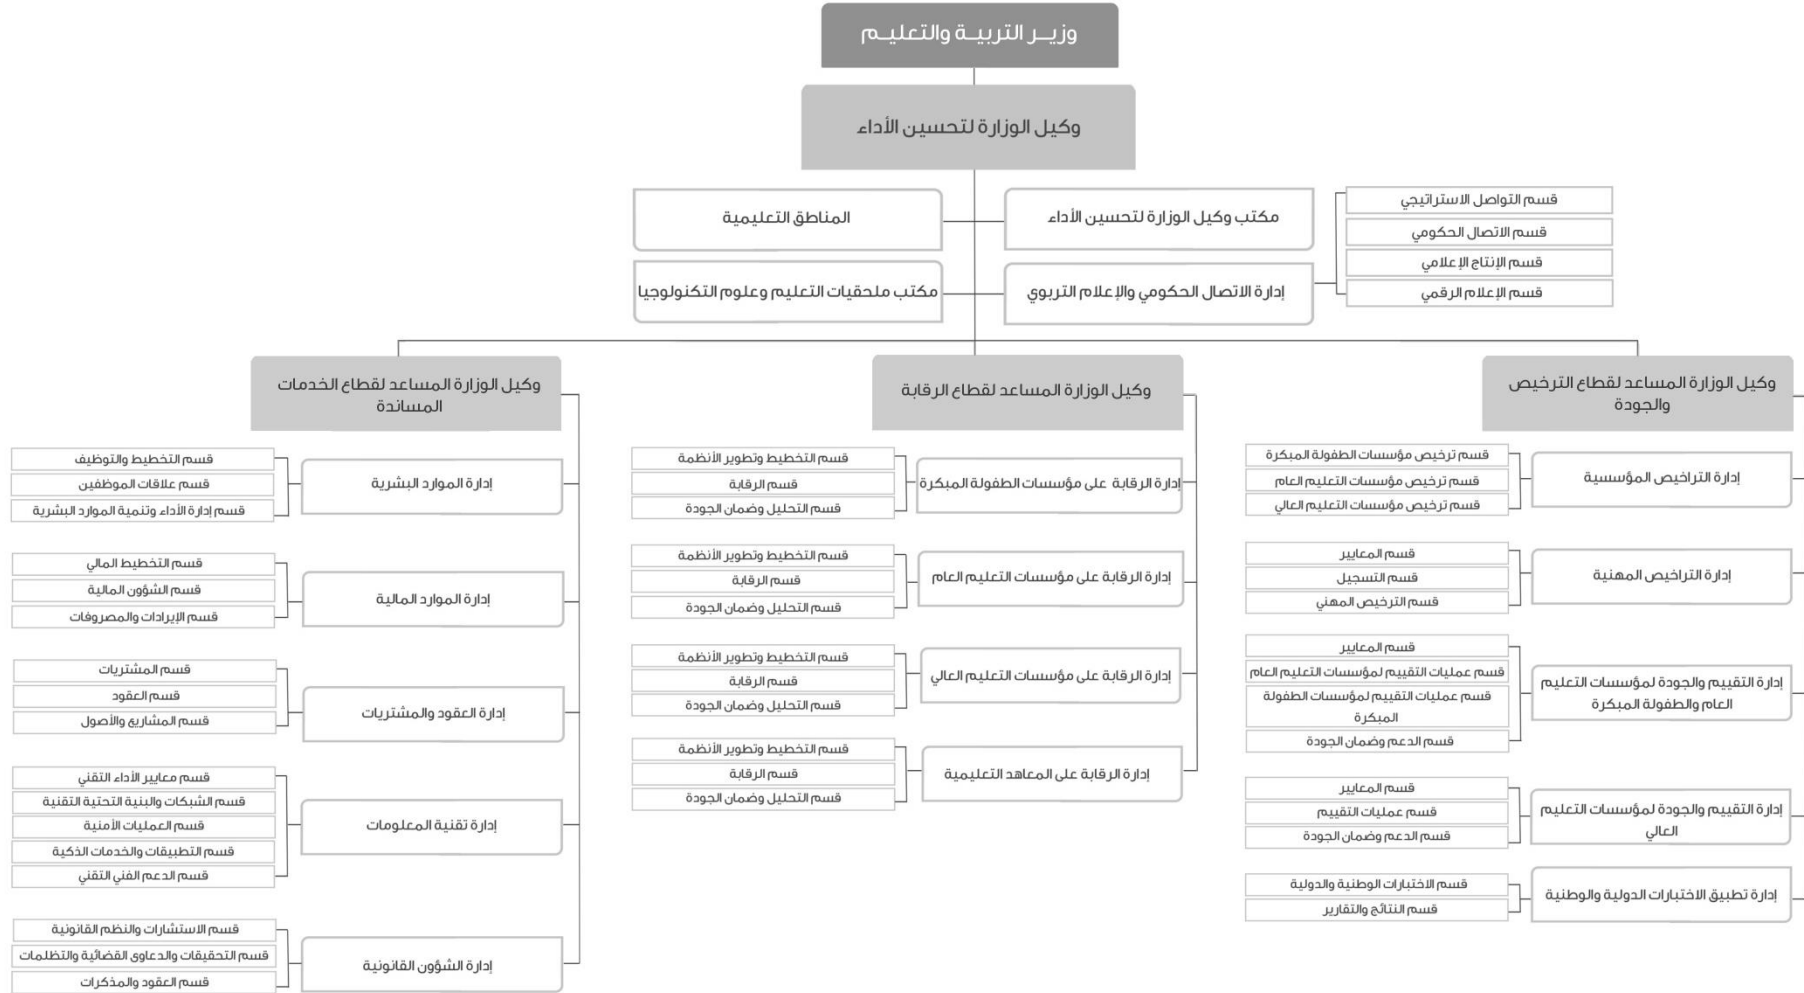 وزيــر التربيــة والتعليــم
وكيل الوزارة لتحسين الأداء
مكتب وكيل الوزارة لتحسين الأداء
المناطق التعليمية
إدارة الاتصال الحكومي والإعلام التربوي
مكتب ملحقيات التعليم وعلوم التكنولوجيا
قسم التواصل الاستراتيجي
قسم الاتصال الحكومي
قسم الإنتاج الإعلامي
قسم الإعلام الرقمي
وكيل الوزارة المساعد لقطاع الترخيص
والجودة
إدارة التراخيص المؤسسية
قسم ترخيص مؤسسات الطفولة المبكرة
قسم ترخيص مؤسسات التعليم العام
قسم ترخيص مؤسسات التعليم العالي
إدارة التراخيص المهنية
قسم المعايير
قسم التسجيل
قسم الترخيص المهني
إدارة التقييم والجودة لمؤسسات التعليم
العام والطفولة المبكرة
قسم المعايير
قسم عمليات التقييم لمؤسسات التعليم العام
قسم عمليات التقييم لمؤسسات الطفولة
المبكرة
قسم الدعم وضمان الجودة
إدارة التقييم والجودة لمؤسسات التعليم
العالي
قسم المعايير
قسم عمليات التقييم
قسم الدعم وضمان الجودة
إدارة تطبيق الاختبارات الدولية والوطنية
قسم الاختبارات الوطنية والدولية
قسم النتائج والتقارير
وكيل الوزارة المساعد لقطاع الرقابة
إدارة الرقابة على مؤسسات الطفولة المبكرة
قسم التخطيط وتطوير الأنظمة
قسم الرقابة
قسم التحليل وضمان الجودة
إدارة الرقابة على مؤسسات التعليم العام
قسم التخطيط وتطوير الأنظمة
قسم الرقابة
قسم التحليل وضمان الجودة
إدارة الرقابة على مؤسسات التعليم العالي
قسم التخطيط وتطوير الأنظمة
قسم الرقابة
قسم التحليل وضمان الجودة
إدارة الرقابة على المعاهد التعليمية
قسم التخطيط وتطوير الأنظمة
قسم الرقابة
قسم التحليل وضمان الجودة
وكيل الوزارة المساعد لقطاع الخدمات
المساندة
إدارة الموارد البشرية
قسم التخطيط والتوظيف
قسم علاقات الموظفين
قسم إدارة الأداء وتنمية الموارد البشرية
إدارة الموارد المالية
قسم التخطيط المالي
قسم الشؤون المالية
قسم الإيرادات والمصروفات
إدارة العقود والمشتريات
قسم المشتريات
قسم العقود
قسم المشاريع والأصول
إدارة تقنية المعلومات
قسم معايير الأداء التقني
قسم الشبكات والبنية التحتية التقنية
قسم العمليات الأمنية
قسم التطبيقات والخدمات الذكية
قسم الدعم الفني التقني
إدارة الشؤون القانونية
قسم الاستشارات والنظم القانونية
قسم التحقيقات والدعاوى القضائية والتظلمات
قسم العقود والمذكرات